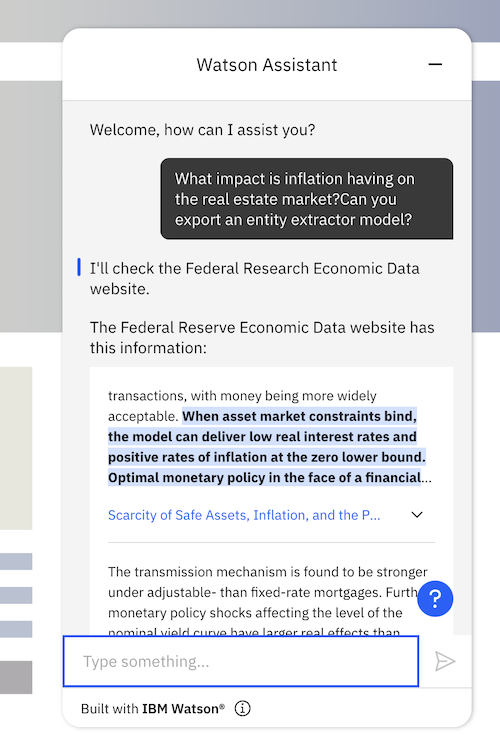 Watson Assistant
Welcome, how can I assist you?
What impact is inflation having on
the real estate market?Can you
export an entity extractor model?
I'll check the Federal Research Economic Data
website.
The Federal Reserve Economic Data website has
this information:
transactions, with money being more widely
acceptable. When asset market constraints bind,
the model can deliver low real interest rates and
positive rates of inflation at the zero lower bound.
Optimal monetary policy in the face of a financial...
Scarcity of Safe Assets, Inflation, and the P...
The transmission mechanism is found to be stronger
under adjustable- than fixed-rate mortgages. Furth
monetary policy shocks affecting the level of the
nominal yield curve have larger real effects than
?
Type something...
Built with IBM Watson®